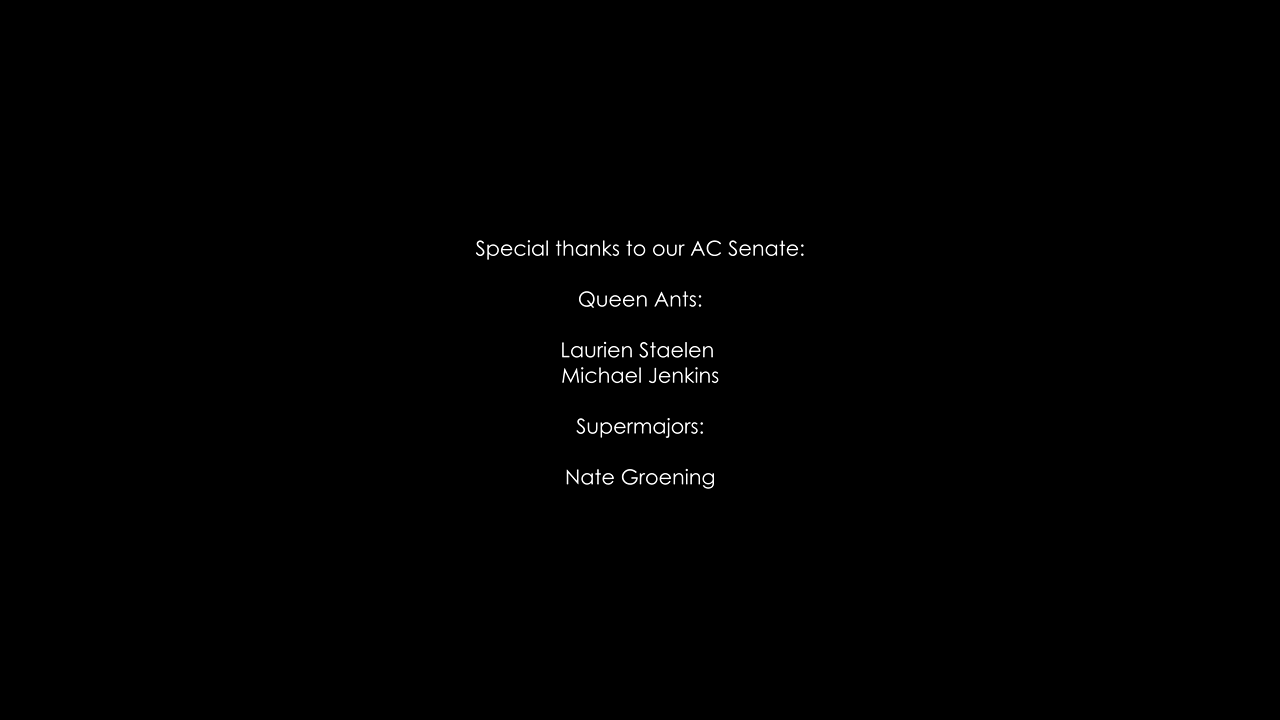 Special thanks to our AC Senate:
Queen Ants:
Laurien Staelen
Michael Jenkins
Supermajors:
Nate Groening